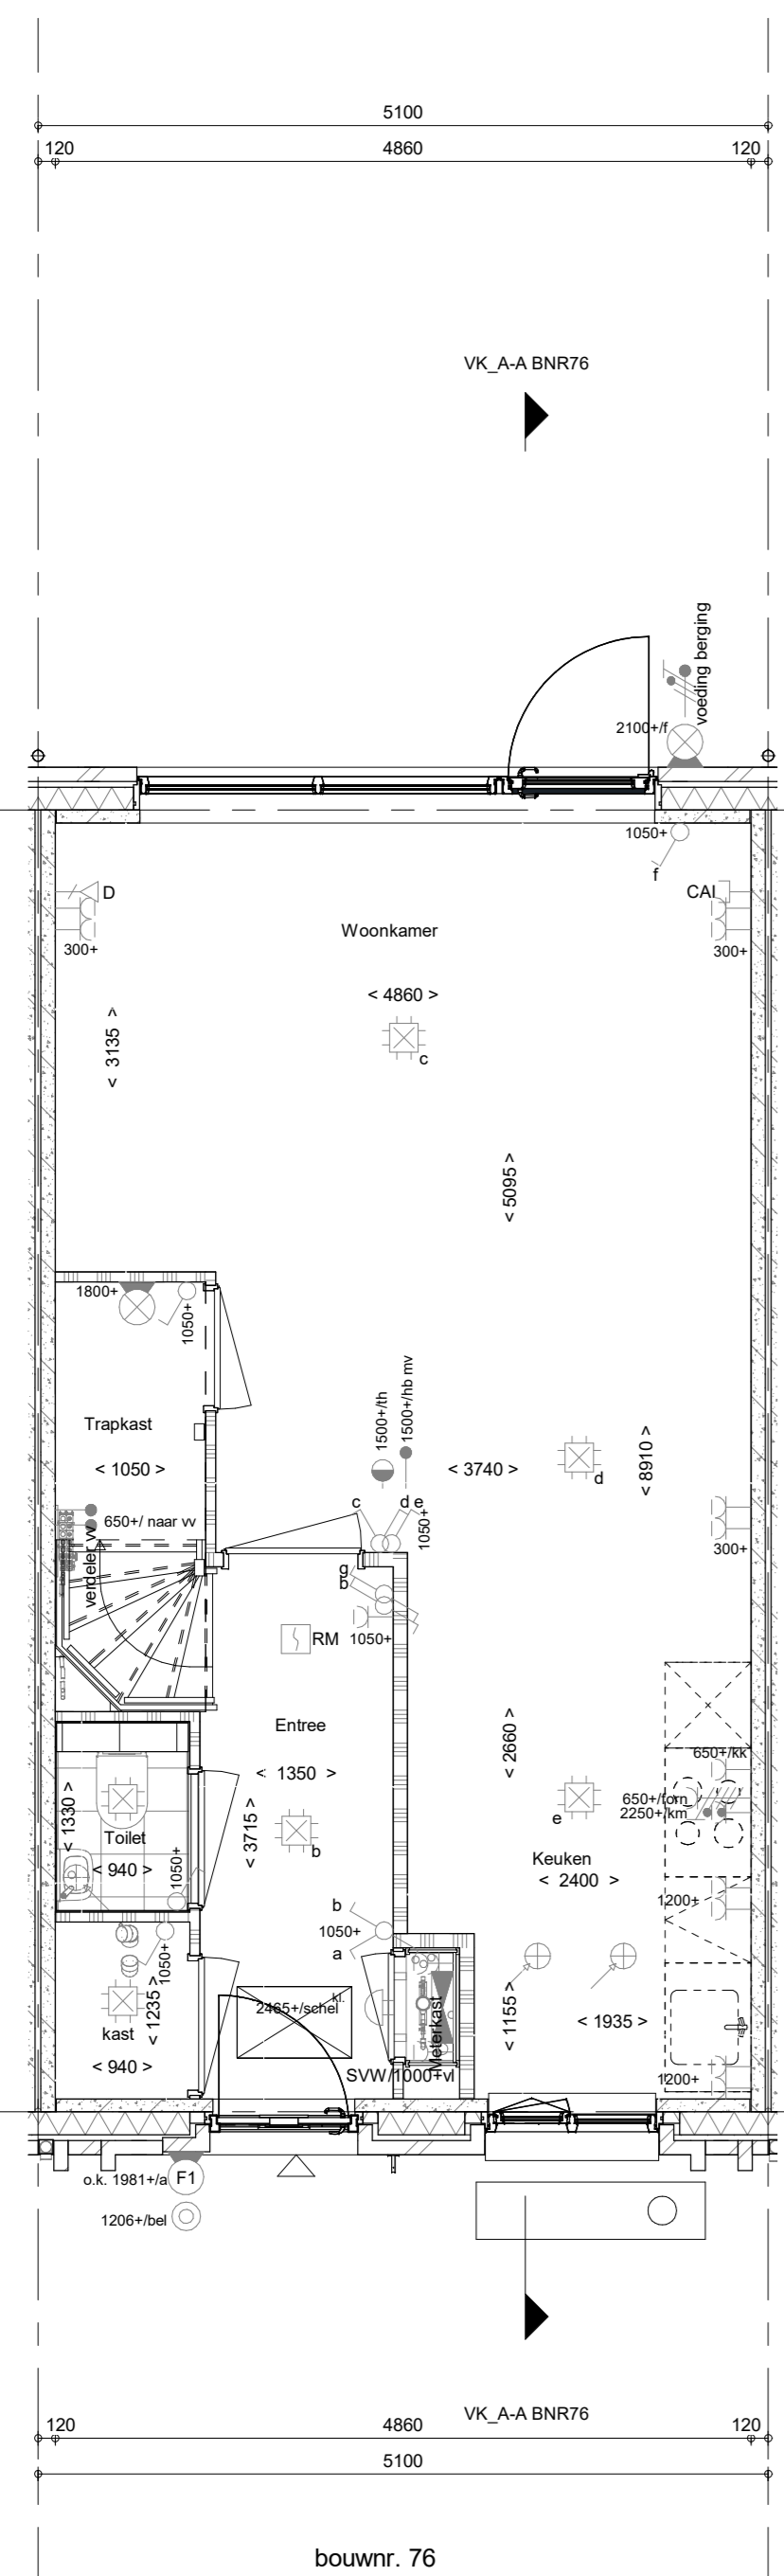 5100
120 4860 120
VK_A-A BNR76
voeding berging
2100+/f
1050+
f
D
CAI
300+
300+
Woonkamer
< 4860 >
c
< 3135 >
< 5095 >
1800+
1050+
Trapkast
< 1050 >
1500+/th
1500+/hb mv
< 3740 >
d
< 8910 >
c d e
1050+
650+/ naar vv
verdeler vv
300+
g
b
1050+
RM
Entree
< 1350 >
< 2660 >
650+/kk
650+/forn
2250+/km
e
< 1330 >
Toilet
< 940 >
1050+
< 3715 >
b
Keuken
< 2400 >
1200+
b
1050+
a
1050+
< 1235 >
kast
< 940 >
kl.
2465+/schel
Meterkast
SVW/1000+vl
< 1155 >
< 1935 >
1200+
o.k. 1981+/a
F1
1206+/bel
VK_A-A BNR76
120 4860 120
5100
bouwnr. 76